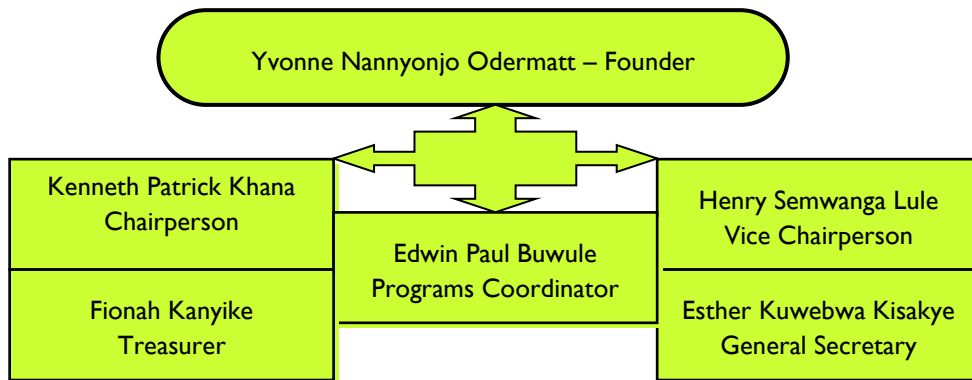 Yvonne Nannyonjo Odermatt – Founder
Kenneth Patrick Khana
Chairperson
Henry Semwanga Lule
Vice Chairperson
Edwin Paul Buwule
Programs Coordinator
Fionah Kanyike
Treasurer
Esther Kuwebwa Kisakye
General Secretary